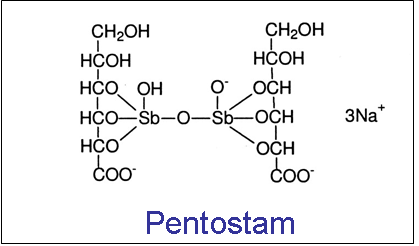 CH₂OH CH₂OH
HCOH HCOH
HCO OH O⁻ OCH
HCO Sb O Sb OCH 3Na⁺
HCO OCH
COO⁻ COO⁻
Pentostam